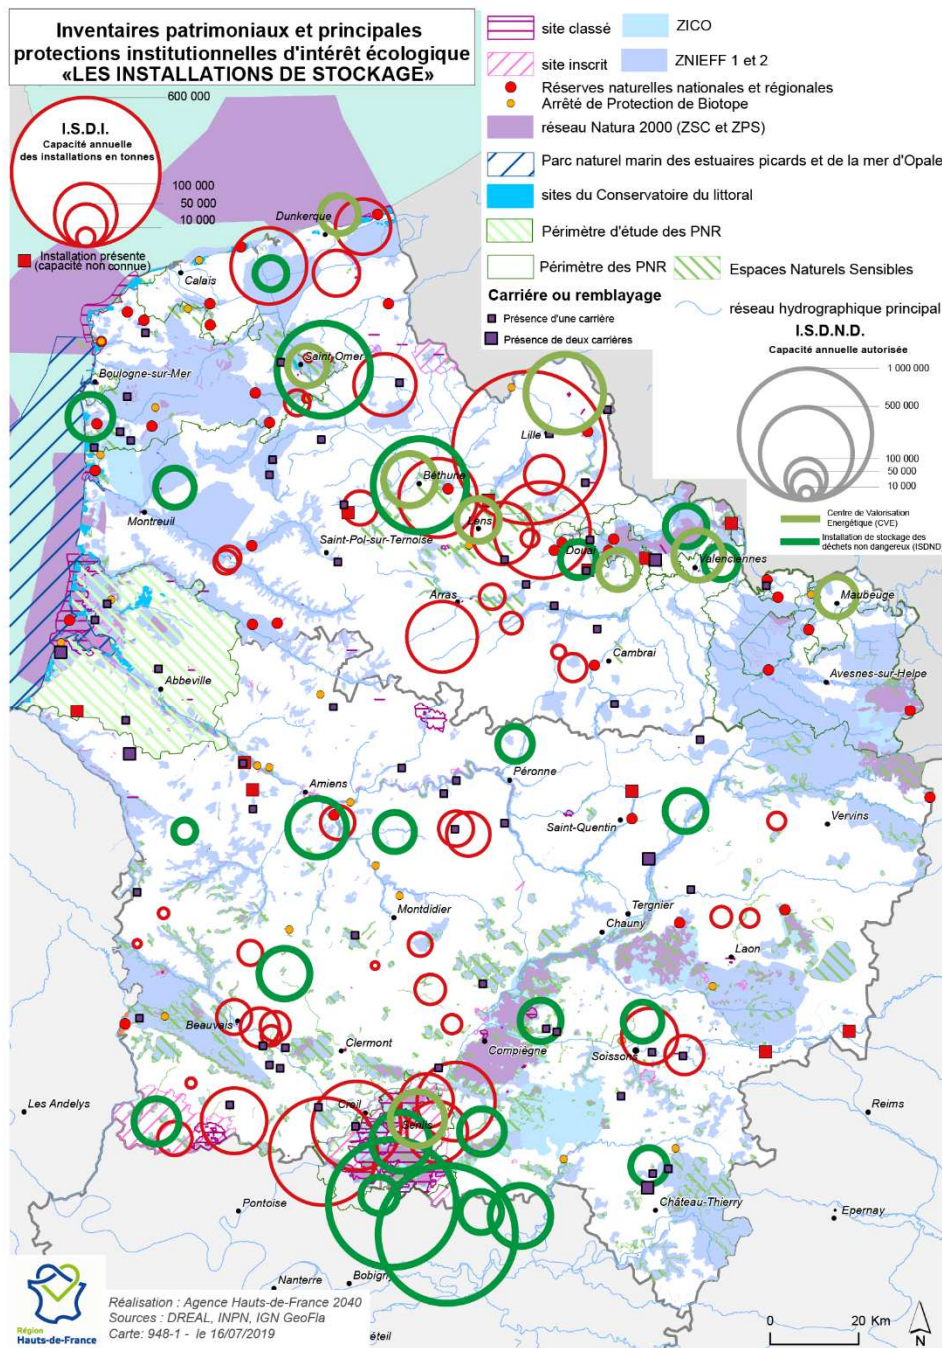 Inventaires patrimoniaux et principales
protections institutionnelles d'intérêt écologique
«LES INSTALLATIONS DE STOCKAGE»
600 000
I.S.D.I.
Capacité annuelle
des installations en tonnes
100 000
50 000
10 000
Installation présente
(capacité non connue)
site classé
ZICO
site inscrit
ZNIEFF 1 et 2
Réserves naturelles nationales et régionales
Arrêté de Protection de Biotope
réseau Natura 2000 (ZSC et ZPS)
Parc naturel marin des estuaires picards et de la mer d'Opale
sites du Conservatoire du littoral
Périmètre d'étude des PNR
Périmètre des PNR
Espaces Naturels Sensibles
Carriére ou remblayage
Présence d'une carrière
Présence de deux carrières
réseau hydrographique principal
I.S.D.N.D.
Capacité annuelle autorisée
1 000 000
500 000
100 000
50 000
10 000
Centre de Valorisation
Energétique (CVE)
Installation de stockage des
déchets non dangereux (ISDND)
Dunkerque
Calais
Saint-Omer
Boulogne-sur-Mer
Lille
Béthune
Montreuil
Lens
Saint-Pol-sur-Ternoise
Douai
Valenciennes
Arras
Maubeuge
Cambrai
Abbeville
Avesnes-sur-Helpe
Péronne
Amiens
Saint-Quentin
Vervins
Montdidier
Tergnier
Chauny
Laon
Beauvais
Clermont
Compiègne
Soissons
Les Andelys
Creil
Senlis
Reims
Pontoise
Château-Thierry
Epernay
Nanterre
Bobigny
éteil
Région
Hauts-de-France
Réalisation : Agence Hauts-de-France 2040
Sources : DREAL, INPN, IGN GeoFla
Carte: 948-1 - le 16/07/2019
0
20 Km
N